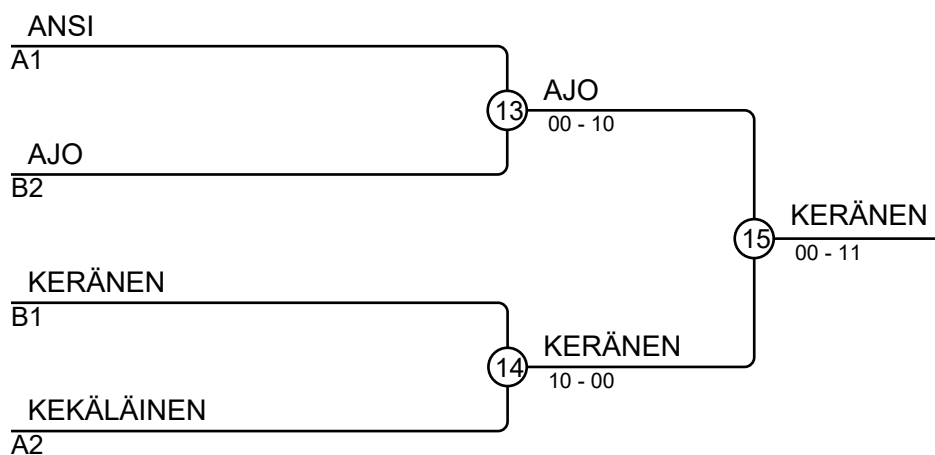 ANSI
A1
13
AJO
00 - 10
AJO
B2
15
KERÄNEN
00 - 11
KERÄNEN
B1
14
KERÄNEN
10 - 00
KEKÄLÄINEN
A2